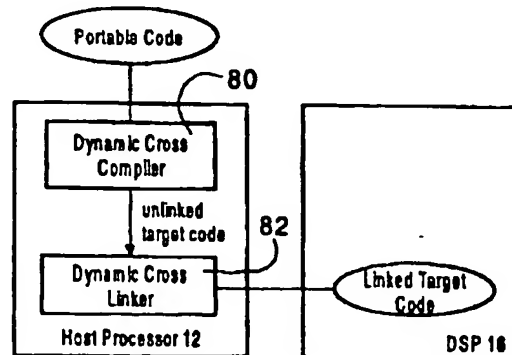 Portable Code
80
Dynamic Cross
Compiler
unlinked
target code
82
Dynamic Cross
Linker
Linked Target
Code
Host Processor 12
DSP 16